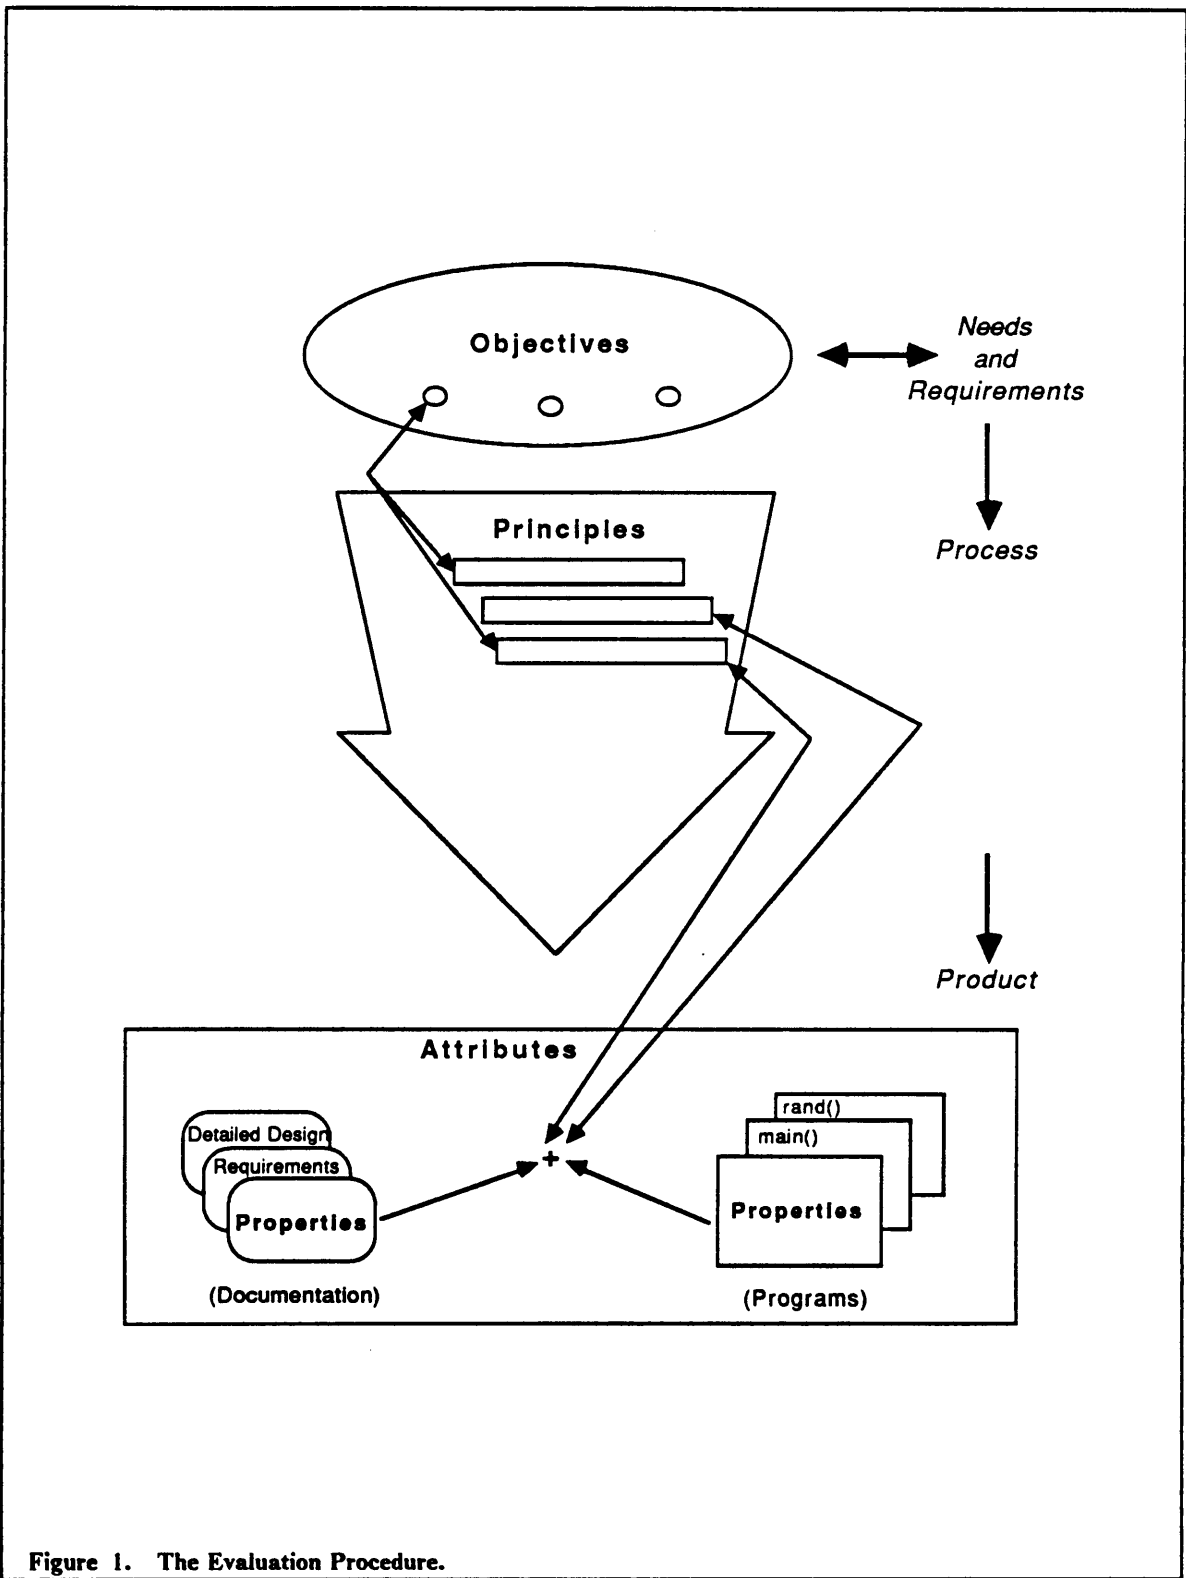 Objectives
Needs
and
Requirements
Principles
Process
Product
Attributes
Detailed Design
Requirements
Properties
(Documentation)
+
rand()
main()
Properties
(Programs)
Figure 1. The Evaluation Procedure.